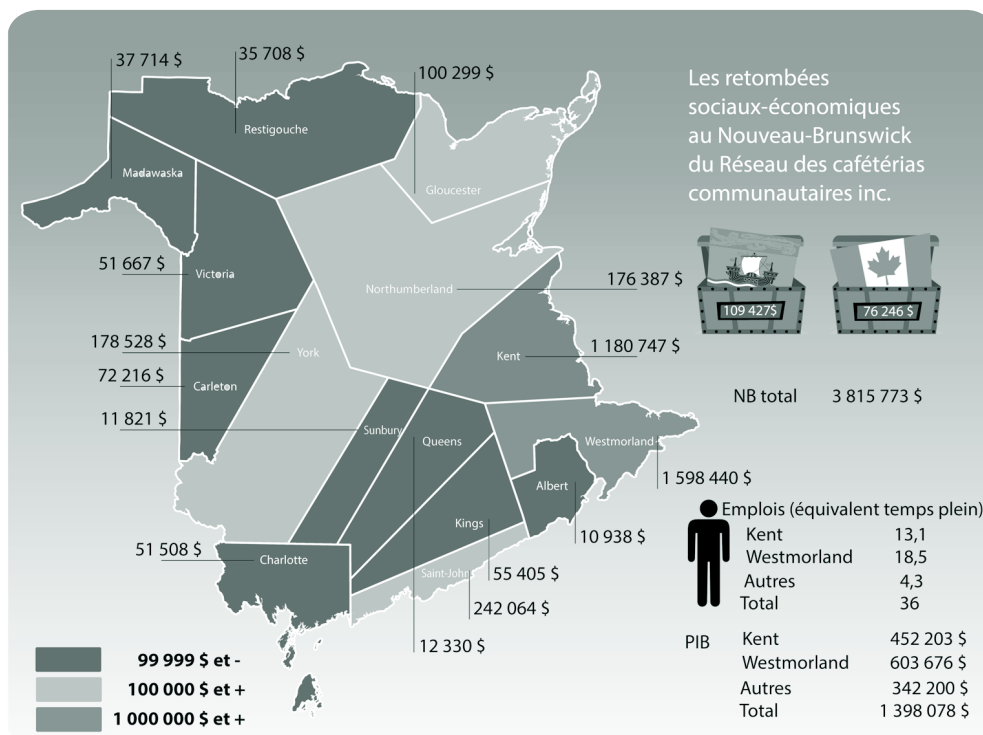 37 714 $
35 708 $
100 299 $
Les retombées
sociaux-économiques
au Nouveau-Brunswick
du Réseau des cafétérias
communautaires inc.
Restigouche
Madawaska
Gloucester
51 667 $
Victoria
Northumberland
176 387 $
109 427$
76 246 $
178 528 $
York
Kent
1 180 747 $
72 216 $
Carleton
NB total 3 815 773 $
11 821 $
Sunbury
Queens
Westmorland
1 598 440 $
Albert
10 938 $
Kings
51 508 $
Charlotte
Saint-John
55 405 $
242 064 $
12 330 $
Emplois (équivalent temps plein)
Kent 13,1
Westmorland 18,5
Autres 4,3
Total 36
PIB Kent 452 203 $
Westmorland 603 676 $
Autres 342 200 $
Total 1 398 078 $
99 999 $ et -
100 000 $ et +
1 000 000 $ et +